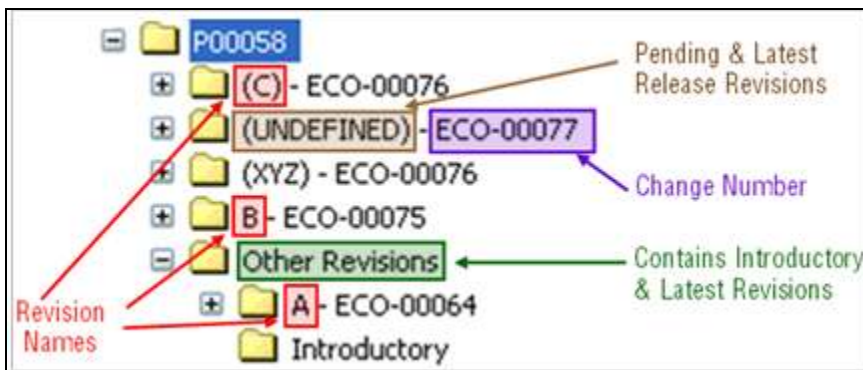 P00058
(C) - ECO-00076
(UNDEFINED) - ECO-00077
(XYZ) - ECO-00076
B - ECO-00075
Other Revisions
A - ECO-00064
Introductory
Pending & Latest
Release Revisions
Change Number
Contains Introductory
& Latest Revisions
Revision
Names